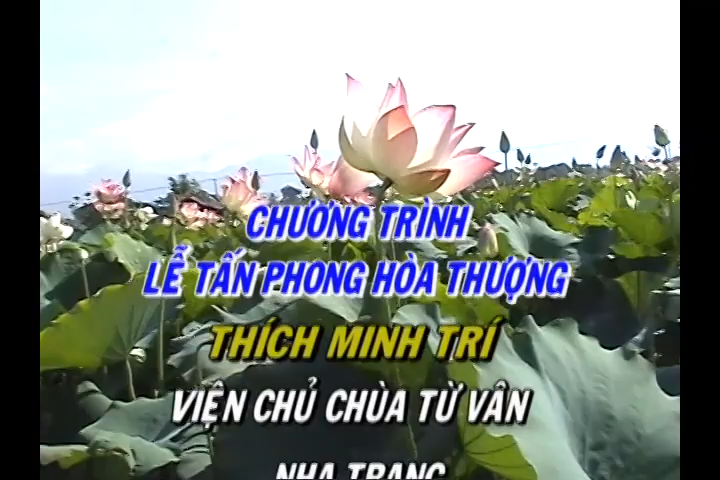 CHƯƠNG TRÌNH
LỄ TẤN PHONG HÒA THƯỢNG
THÍCH MINH TRÍ
VIỆN CHỦ CHÙA TỪ VÂN
NHA TRANG